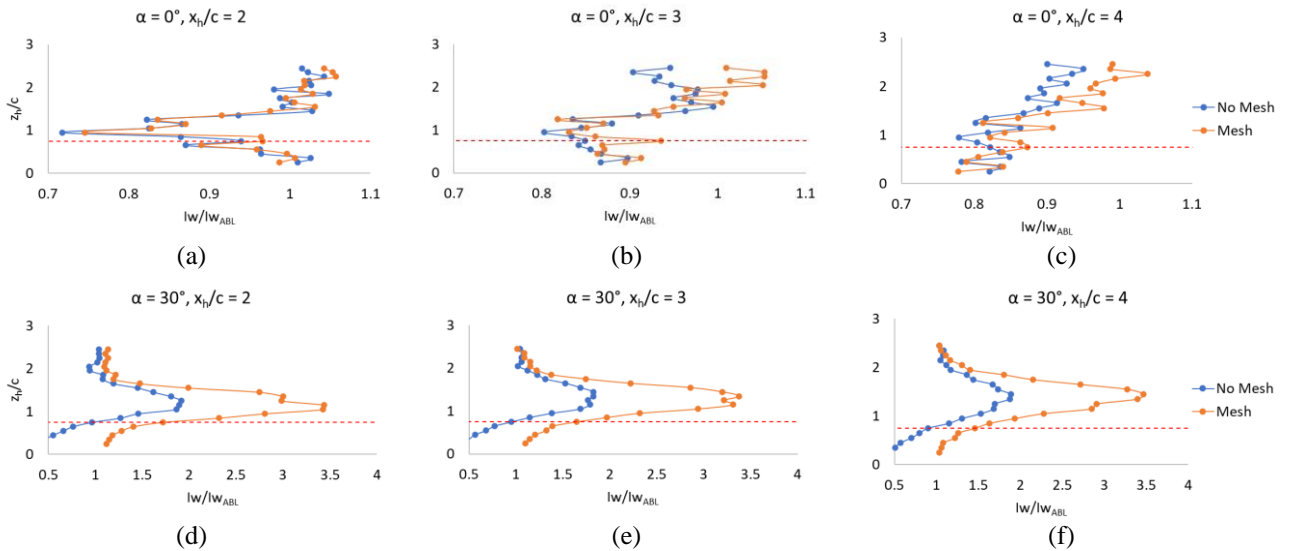 α = 0°, xₕ/c = 2
3
2
1
0
zₕ/c
0.7 0.8 0.9 1 1.1
Iw/Iw_ABL
(a)
α = 0°, xₕ/c = 3
3
2
1
0
0.7 0.8 0.9 1 1.1
Iw/Iw_ABL
(b)
α = 0°, xₕ/c = 4
3
2
1
0
0.7 0.8 0.9 1 1.1
Iw/Iw_ABL
(c)
No Mesh
Mesh
α = 30°, xₕ/c = 2
3
2
1
0
zₕ/c
0.5 1 1.5 2 2.5 3 3.5 4
Iw/Iw_ABL
(d)
α = 30°, xₕ/c = 3
3
2
1
0
0.5 1 1.5 2 2.5 3 3.5 4
Iw/Iw_ABL
(e)
α = 30°, xₕ/c = 4
3
2
1
0
0.5 1 1.5 2 2.5 3 3.5 4
Iw/Iw_ABL
(f)
No Mesh
Mesh